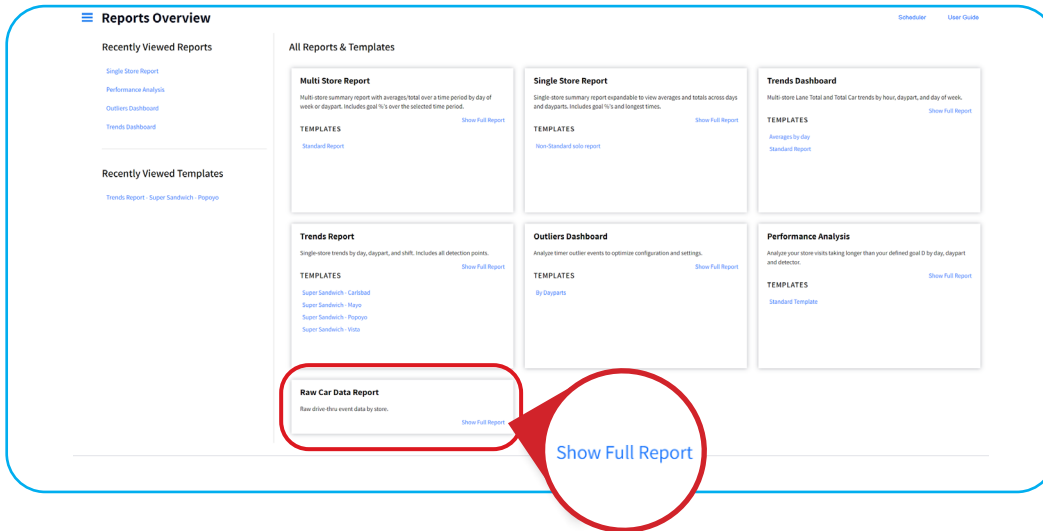 Reports Overview
Scheduler
User Guide
Recently Viewed Reports
Single Store Report
Performance Analysis
Outliers Dashboard
Trends Dashboard
Recently Viewed Templates
Trends Report - Super Sandwich - Popoyo
All Reports & Templates
Multi Store Report
Multi-store summary report with averages/total over a time period by day of
week or daypart. Includes goal %'s over the selected time period.
Show Full Report
TEMPLATES
Standard Report
Single Store Report
Single-store summary report expandable to view averages and totals across days
and dayparts. Includes goal %'s and longest times.
Show Full Report
TEMPLATES
Non-Standard solo report
Trends Dashboard
Multi-store Lane Total and Total Car trends by hour, daypart, and day of week.
Show Full Report
TEMPLATES
Averages by day
Standard Report
Trends Report
Single-store trends by day, daypart, and shift. Includes all detection points.
Show Full Report
TEMPLATES
Super Sandwich - Carlsbad
Super Sandwich - Mayo
Super Sandwich - Popoyo
Super Sandwich - Vista
Outliers Dashboard
Analyze timer outlier events to optimize configuration and settings.
Show Full Report
TEMPLATES
By Dayparts
Performance Analysis
Analyze your store visits taking longer than your defined goal D by day, daypart
and detector.
Show Full Report
TEMPLATES
Standard Template
Raw Car Data Report
Raw drive-thru event data by store.
Show Full Report
Show Full Report